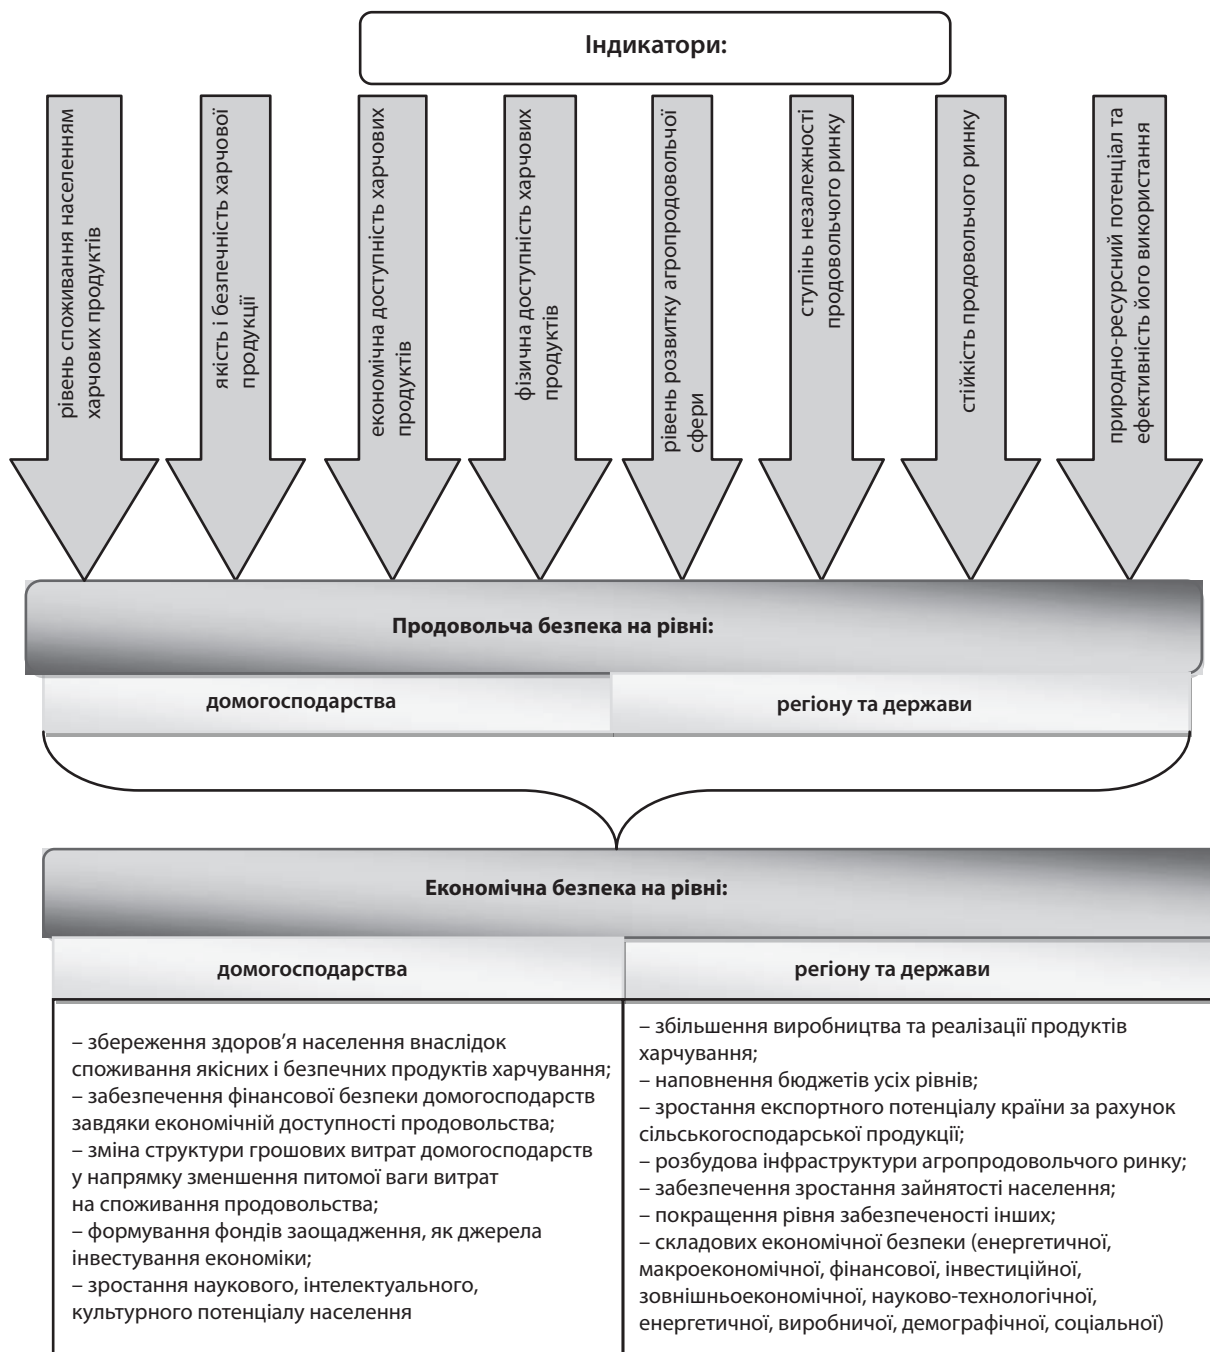 Індикатори:
рівень споживання населенням
харчових продуктів
якість і безпечність харчової
продукції
економічна доступність харчових
продуктів
фізична доступність харчових
продуктів
рівень розвитку агропродовольчої
сфери
ступінь незалежності
продовольчого ринку
стійкість продовольчого ринку
природно-ресурсний потенціал та
ефективність його використання
Продовольча безпека на рівні:
домогосподарства
регіону та держави
Економічна безпека на рівні:
домогосподарства
регіону та держави
– збереження здоров’я населення внаслідок
споживання якісних і безпечних продуктів харчування;
– забезпечення фінансової безпеки домогосподарств
завдяки економічній доступності продовольства;
– зміна структури грошових витрат домогосподарств
у напрямку зменшення питомої ваги витрат
на споживання продовольства;
– формування фондів заощадження, як джерела
інвестування економіки;
– зростання наукового, інтелектуального,
культурного потенціалу населення
– збільшення виробництва та реалізації продуктів
харчування;
– наповнення бюджетів усіх рівнів;
– зростання експортного потенціалу країни за рахунок
сільськогосподарської продукції;
– розбудова інфраструктури агропродовольчого ринку;
– забезпечення зростання зайнятості населення;
– покращення рівня забезпеченості інших;
– складових економічної безпеки (енергетичної,
макроекономічної, фінансової, інвестиційної,
зовнішньоекономічної, науково-технологічної,
енергетичної, виробничої, демографічної, соціальної)